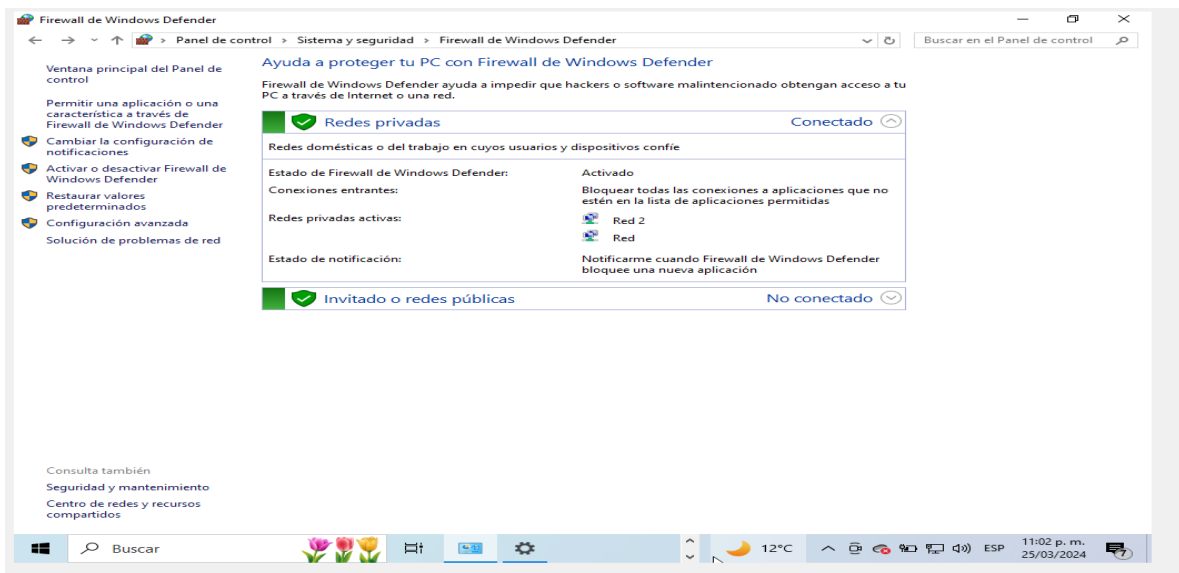 Firewall de Windows Defender
Panel de control > Sistema y seguridad > Firewall de Windows Defender
Buscar en el Panel de control
Ventana principal del Panel de
control
Permitir una aplicación o una
característica a través de
Firewall de Windows Defender
Cambiar la configuración de
notificaciones
Activar o desactivar Firewall de
Windows Defender
Restaurar valores
predeterminados
Configuración avanzada
Solución de problemas de red
Ayuda a proteger tu PC con Firewall de Windows Defender
Firewall de Windows Defender ayuda a impedir que hackers o software malintencionado obtengan acceso a tu
PC a través de Internet o una red.
Redes privadas Conectado
Redes domésticas o del trabajo en cuyos usuarios y dispositivos confíe
Estado de Firewall de Windows Defender: Activado
Conexiones entrantes: Bloquear todas las conexiones a aplicaciones que no
estén en la lista de aplicaciones permitidas
Redes privadas activas: Red 2
Red
Estado de notificación: Notificarme cuando Firewall de Windows Defender
bloquee una nueva aplicación
Invitado o redes públicas No conectado
Consulta también
Seguridad y mantenimiento
Centro de redes y recursos
compartidos
Buscar
12°C
ESP
11:02 p. m.
25/03/2024
7